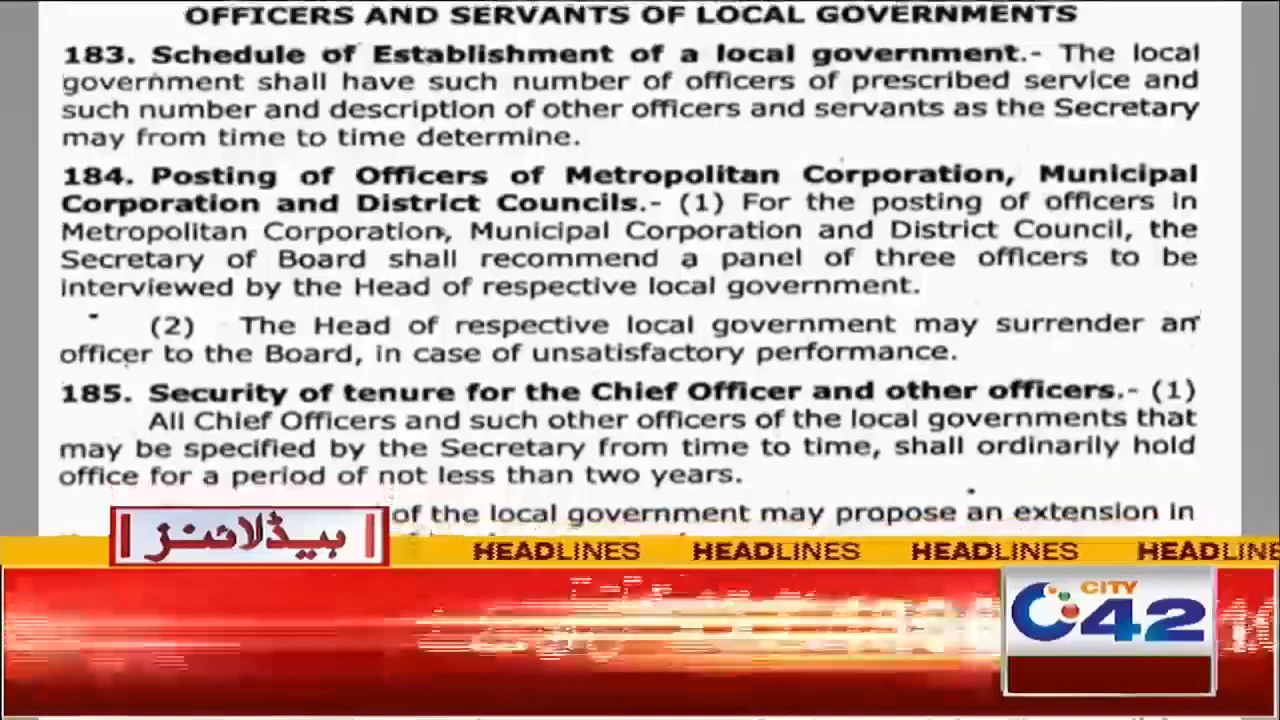 OFFICERS AND SERVANTS OF LOCAL GOVERNMENTS
183. Schedule of Establishment of a local government.- The local
government shall have such number of officers of prescribed service and
such number and description of other officers and servants as the Secretary
may from time to time determine.
184. Posting of Officers of Metropolitan Corporation, Municipal
Corporation and District Councils.- (1) For the posting of officers in
Metropolitan Corporation, Municipal Corporation and District Council, the
Secretary of Board shall recommend a panel of three officers to be
interviewed by the Head of respective local government.
(2) The Head of respective local government may surrender an
officer to the Board, in case of unsatisfactory performance.
185. Security of tenure for the Chief Officer and other officers.- (1)
All Chief Officers and such other officers of the local governments that
may be specified by the Secretary from time to time, shall ordinarily hold
office for a period of not less than two years.
of the local government may propose an extension in
ہیڈلائنز
HEADLINES HEADLINES HEADLINES HEADLINE
CITY
42